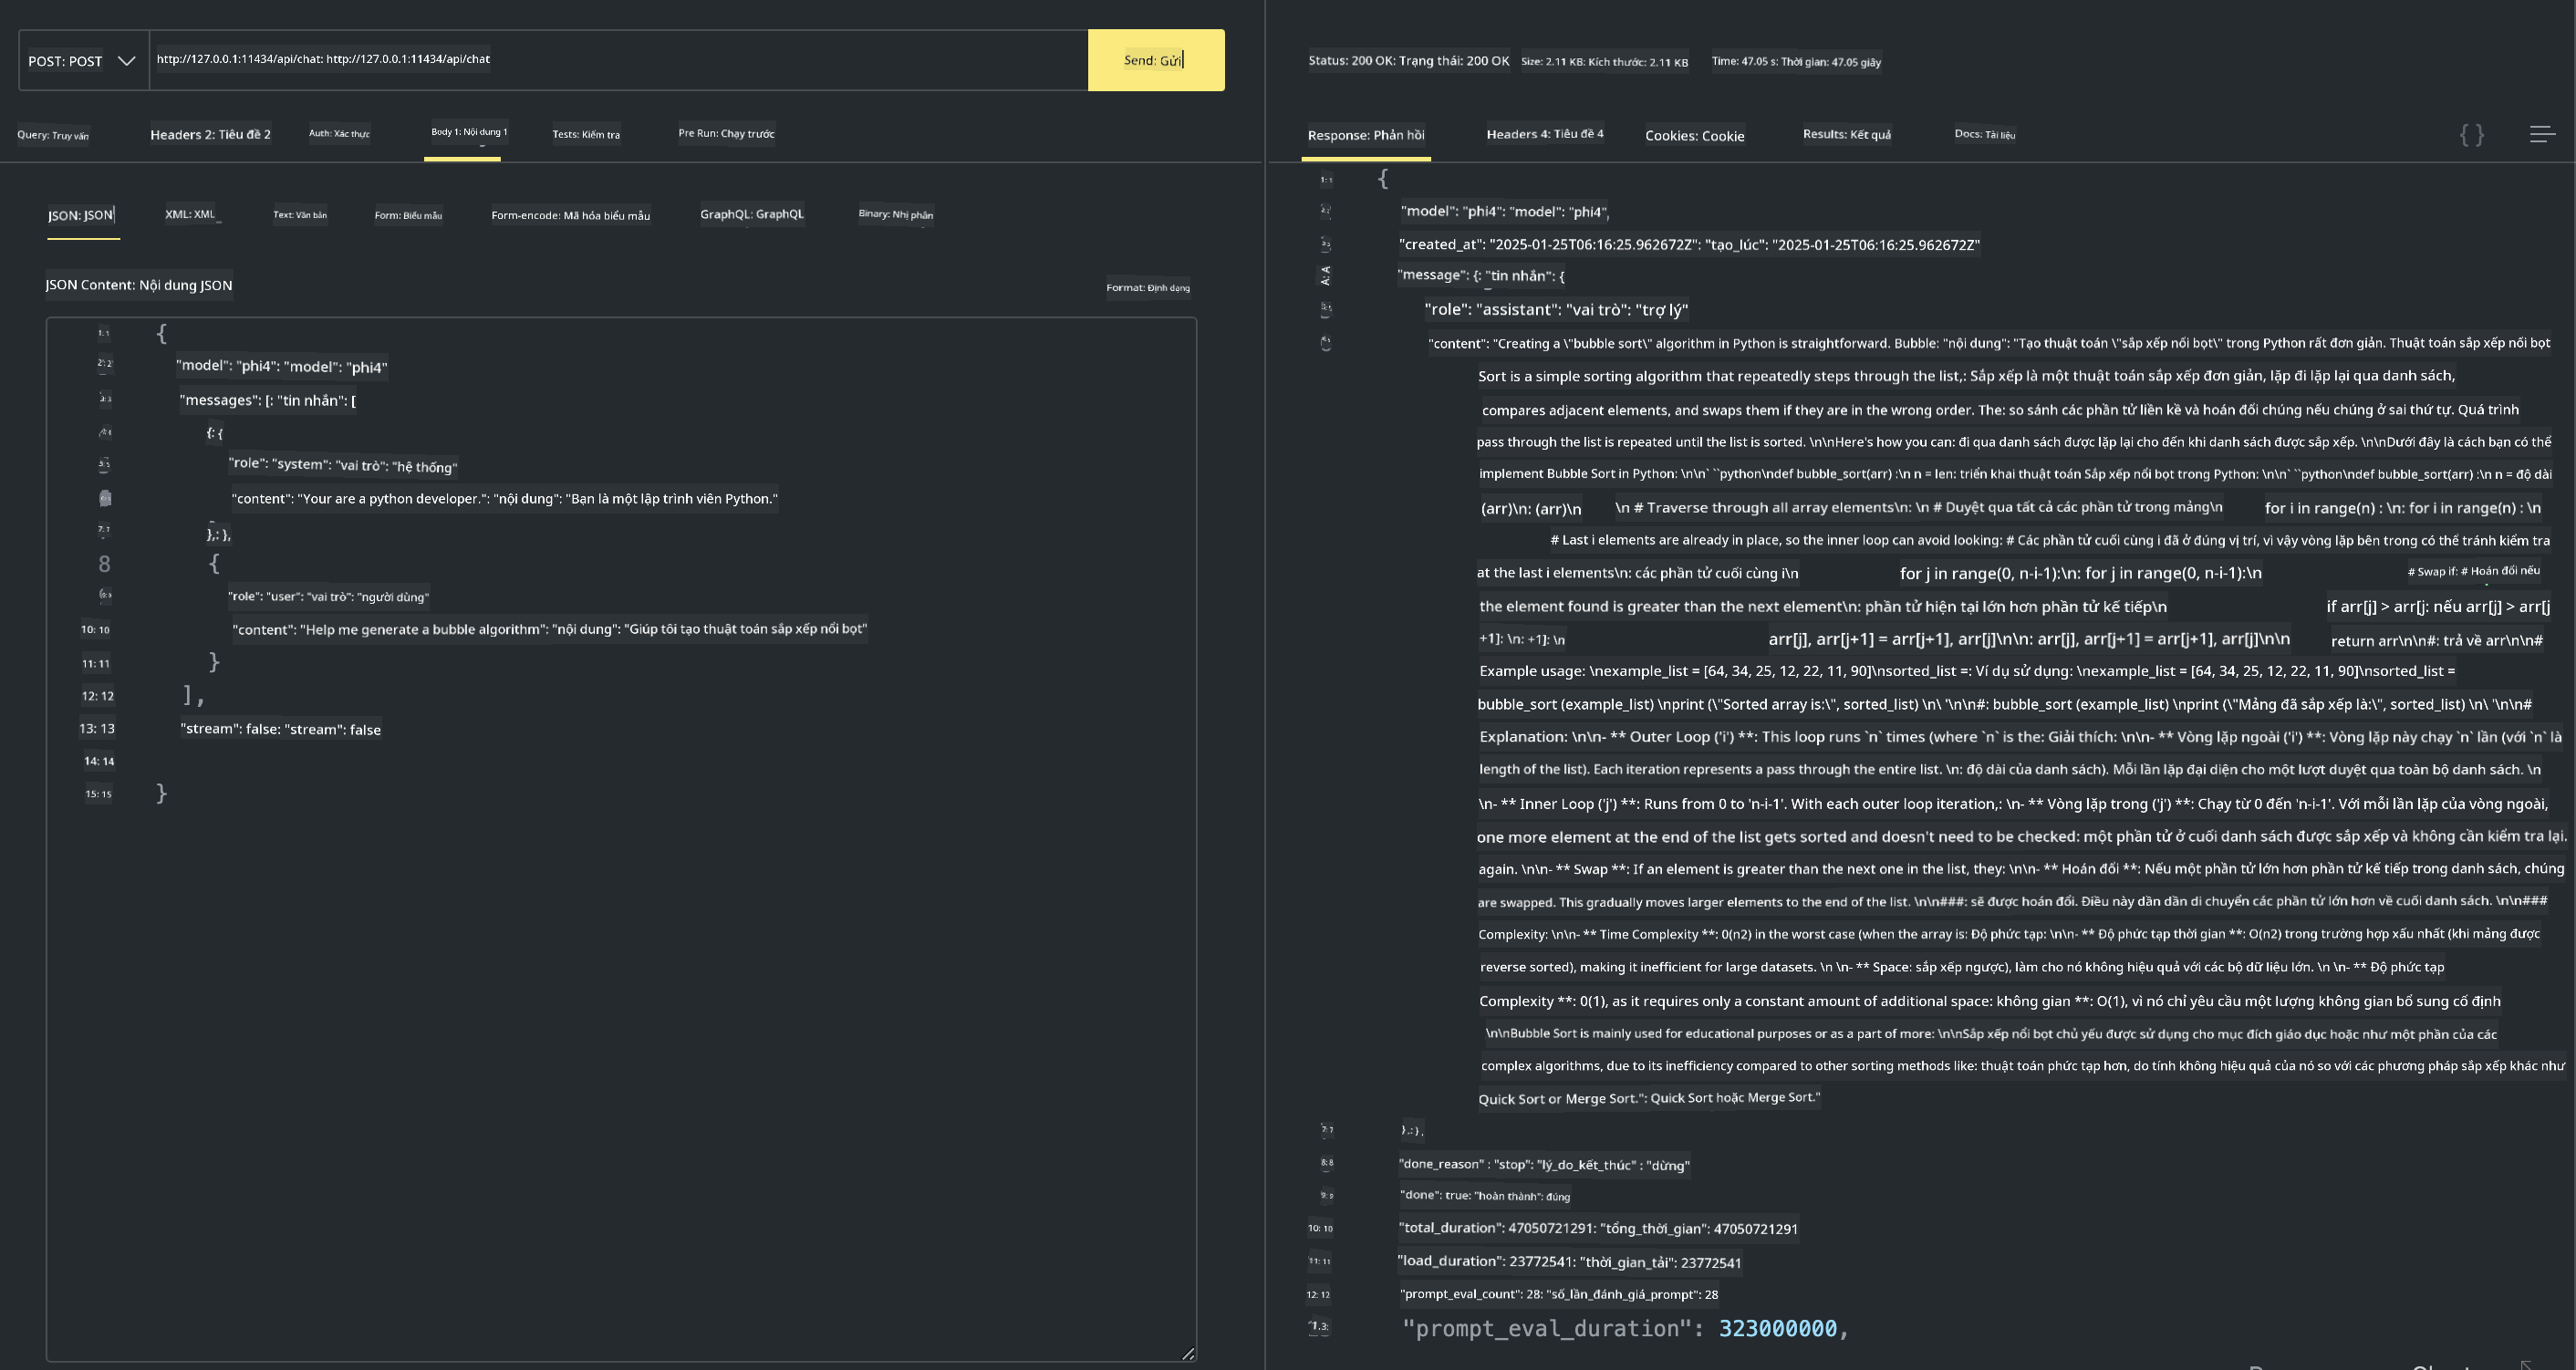 POST: POST
http://127.0.0.1:11434/api/chat: http://127.0.0.1:11434/api/chat
Send: Gửi
Query: Truy vấn
Headers 2: Tiêu đề 2
Auth: Xác thực
Body 1: Nội dung 1
Tests: Kiểm tra
Pre Run: Chạy trước
JSON: JSON
XML: XML
Text: Văn bản
Form: Biểu mẫu
Form-encode: Mã hóa biểu mẫu
GraphQL: GraphQL
Binary: Nhị phân
JSON Content: Nội dung JSON
Format: Định dạng
1: 1 {
2: 2 "model": "phi4": "model": "phi4"
3: 3 "messages": [: "tin nhắn": [
{: {
5: 5 "role": "system": "vai trò": "hệ thống"
"content": "Your are a python developer.": "nội dung": "Bạn là một lập trình viên Python."
7: 7 },: },
8 {
9: 9 "role": "user": "vai trò": "người dùng"
10: 10 "content": "Help me generate a bubble algorithm": "nội dung": "Giúp tôi tạo thuật toán sắp xếp nổi bọt"
11: 11 }
12: 12 ],
13: 13 "stream": false: "stream": false
14: 14
15: 15 }
Status: 200 OK: Trạng thái: 200 OK
Size: 2.11 KB: Kích thước: 2.11 KB
Time: 47.05 s: Thời gian: 47.05 giây
Response: Phản hồi
Headers 4: Tiêu đề 4
Cookies: Cookie
Results: Kết quả
Docs: Tài liệu
{ }
1: 1 {
"model": "phi4": "model": "phi4",
"created_at": "2025-01-25T06:16:25.962672Z": "tạo_lúc": "2025-01-25T06:16:25.962672Z"
A: A "message": {: "tin nhắn": {
"role": "assistant": "vai trò": "trợ lý"
"content": "Creating a \"bubble sort\" algorithm in Python is straightforward. Bubble: "nội dung": "Tạo thuật toán \"sắp xếp nổi bọt\" trong Python rất đơn giản. Thuật toán sắp xếp nổi bọt
Sort is a simple sorting algorithm that repeatedly steps through the list,: Sắp xếp là một thuật toán sắp xếp đơn giản, lặp đi lặp lại qua danh sách,
compares adjacent elements, and swaps them if they are in the wrong order. The: so sánh các phần tử liền kề và hoán đổi chúng nếu chúng ở sai thứ tự. Quá trình
pass through the list is repeated until the list is sorted. \n\nHere's how you can: đi qua danh sách được lặp lại cho đến khi danh sách được sắp xếp. \n\nDưới đây là cách bạn có thể
implement Bubble Sort in Python: \n\n` ``python\ndef bubble_sort(arr) :\n n = len: triển khai thuật toán Sắp xếp nổi bọt trong Python: \n\n` ``python\ndef bubble_sort(arr) :\n n = độ dài
(arr)\n: (arr)\n \n # Traverse through all array elements\n: \n # Duyệt qua tất cả các phần tử trong mảng\n for i in range(n) : \n: for i in range(n) : \n
# Last i elements are already in place, so the inner loop can avoid looking: # Các phần tử cuối cùng i đã ở đúng vị trí, vì vậy vòng lặp bên trong có thể tránh kiểm tra
at the last i elements\n: các phần tử cuối cùng i\n for j in range(0, n-i-1):\n: for j in range(0, n-i-1):\n # Swap if: # Hoán đổi nếu
the element found is greater than the next element\n: phần tử hiện tại lớn hơn phần tử kế tiếp\n if arr[j] > arr[j: nếu arr[j] > arr[j
+1]: \n: +1]: \n arr[j], arr[j+1] = arr[j+1], arr[j]\n\n: arr[j], arr[j+1] = arr[j+1], arr[j]\n\n return arr\n\n#: trả về arr\n\n#
Example usage: \nexample_list = [64, 34, 25, 12, 22, 11, 90]\nsorted_list =: Ví dụ sử dụng: \nexample_list = [64, 34, 25, 12, 22, 11, 90]\nsorted_list =
bubble_sort (example_list) \nprint (\"Sorted array is:\", sorted_list) \n\ '\n\n#: bubble_sort (example_list) \nprint (\"Mảng đã sắp xếp là:\", sorted_list) \n\ '\n\n#
Explanation: \n\n- ** Outer Loop ('i') **: This loop runs `n` times (where `n` is the: Giải thích: \n\n- ** Vòng lặp ngoài ('i') **: Vòng lặp này chạy `n` lần (với `n` là
length of the list). Each iteration represents a pass through the entire list. \n: độ dài của danh sách). Mỗi lần lặp đại diện cho một lượt duyệt qua toàn bộ danh sách. \n
\n- ** Inner Loop ('j') **: Runs from 0 to 'n-i-1'. With each outer loop iteration,: \n- ** Vòng lặp trong ('j') **: Chạy từ 0 đến 'n-i-1'. Với mỗi lần lặp của vòng ngoài,
one more element at the end of the list gets sorted and doesn't need to be checked: một phần tử ở cuối danh sách được sắp xếp và không cần kiểm tra lại.
again. \n\n- ** Swap **: If an element is greater than the next one in the list, they: \n\n- ** Hoán đổi **: Nếu một phần tử lớn hơn phần tử kế tiếp trong danh sách, chúng
are swapped. This gradually moves larger elements to the end of the list. \n\n###: sẽ được hoán đổi. Điều này dần dần di chuyển các phần tử lớn hơn về cuối danh sách. \n\n###
Complexity: \n\n- ** Time Complexity **: 0(n2) in the worst case (when the array is: Độ phức tạp: \n\n- ** Độ phức tạp thời gian **: O(n2) trong trường hợp xấu nhất (khi mảng được
reverse sorted), making it inefficient for large datasets. \n \n- ** Space: sắp xếp ngược), làm cho nó không hiệu quả với các bộ dữ liệu lớn. \n \n- ** Độ phức tạp
Complexity **: 0(1), as it requires only a constant amount of additional space: không gian **: O(1), vì nó chỉ yêu cầu một lượng không gian bổ sung cố định
\n\nBubble Sort is mainly used for educational purposes or as a part of more: \n\nSắp xếp nổi bọt chủ yếu được sử dụng cho mục đích giáo dục hoặc như một phần của các
complex algorithms, due to its inefficiency compared to other sorting methods like: thuật toán phức tạp hơn, do tính không hiệu quả của nó so với các phương pháp sắp xếp khác như
Quick Sort or Merge Sort.": Quick Sort hoặc Merge Sort."
7: 7 },: },
8: 8 "done_reason" : "stop": "lý_do_kết_thúc" : "dừng"
9: 9 "done": true: "hoàn thành": đúng
10: 10 "total_duration": 47050721291: "tổng_thời_gian": 47050721291
11: 11 "load_duration": 23772541: "thời_gian_tải": 23772541
12: 12 "prompt_eval_count": 28: "số_lần_đánh_giá_prompt": 28
"prompt_eval_duration": 323000000,